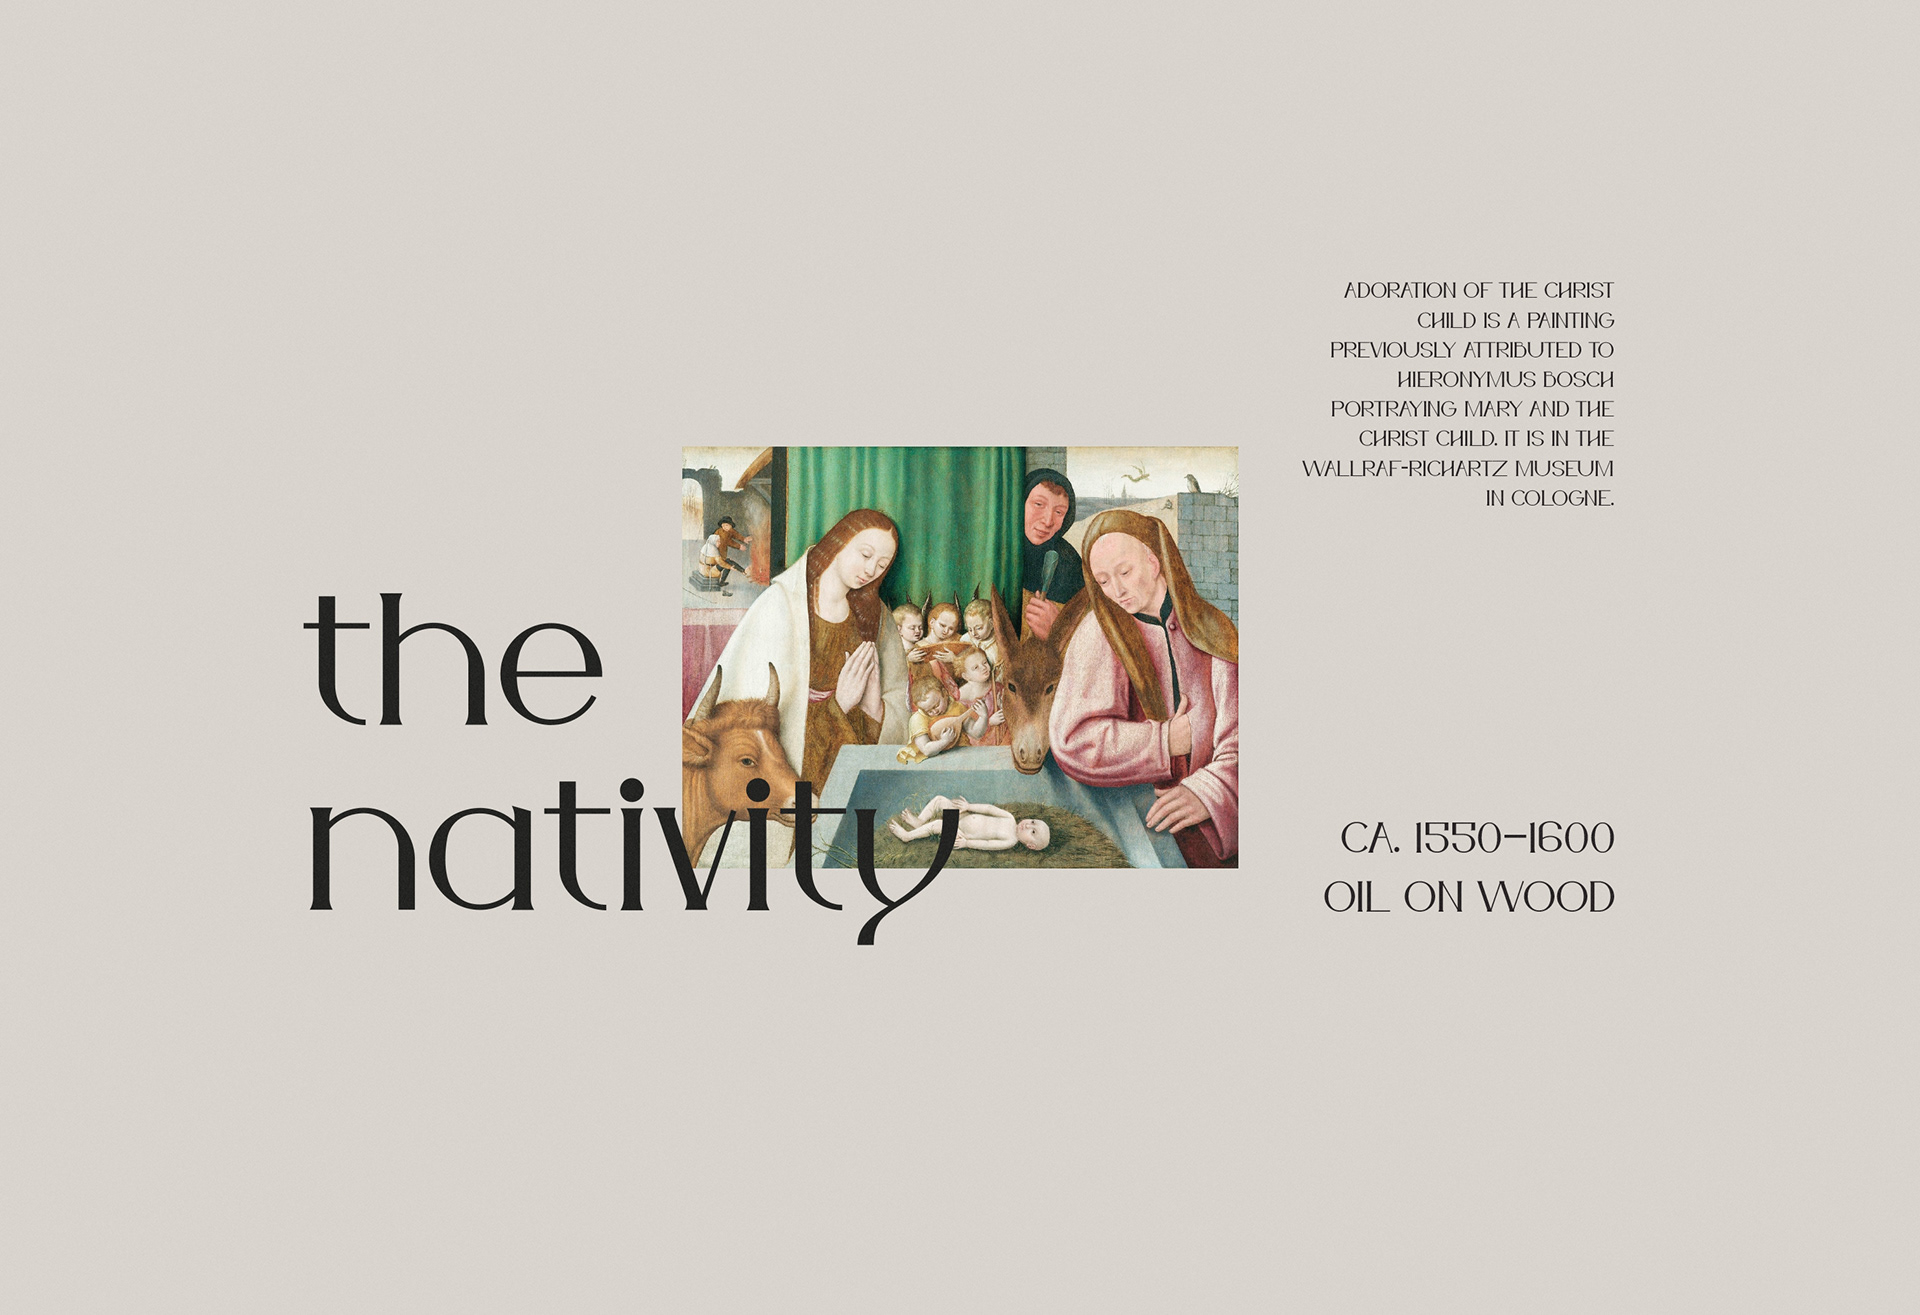 the
nativity
ADORATION OF THE CHRIST
CHILD IS A PAINTING
PREVIOUSLY ATTRIBUTED TO
HIERONYMUS BOSCH
PORTRAYING MARY AND THE
CHRIST CHILD. IT IS IN THE
WALLRAF-RICHARTZ MUSEUM
IN COLOGNE.
CA. 1550–1600
OIL ON WOOD